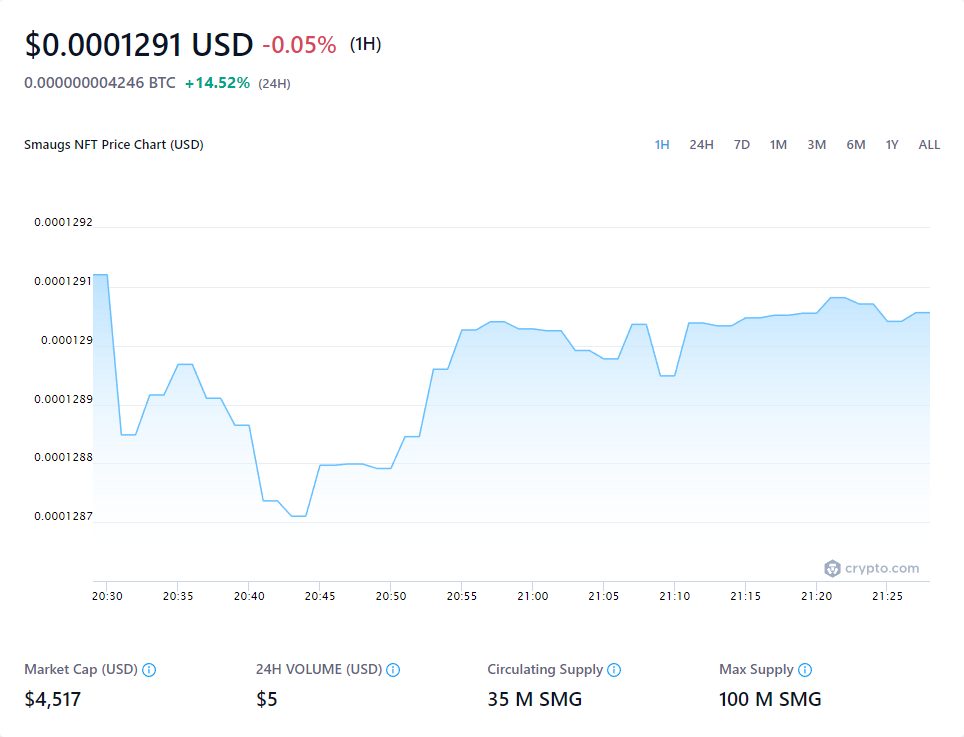 $0.0001291 USD -0.05% (1H)
0.000000004246 BTC +14.52% (24H)
Smaugs NFT Price Chart (USD) 1H 24H 7D 1M 3M 6M 1Y ALL
0.0001292
0.0001291
0.000129
0.0001289
0.0001288
0.0001287
crypto.com
20:30 20:35 20:40 20:45 20:50 20:55 21:00 21:05 21:10 21:15 21:20 21:25
Market Cap (USD) 24H VOLUME (USD) Circulating Supply Max Supply
$4,517 $5 35 M SMG 100 M SMG